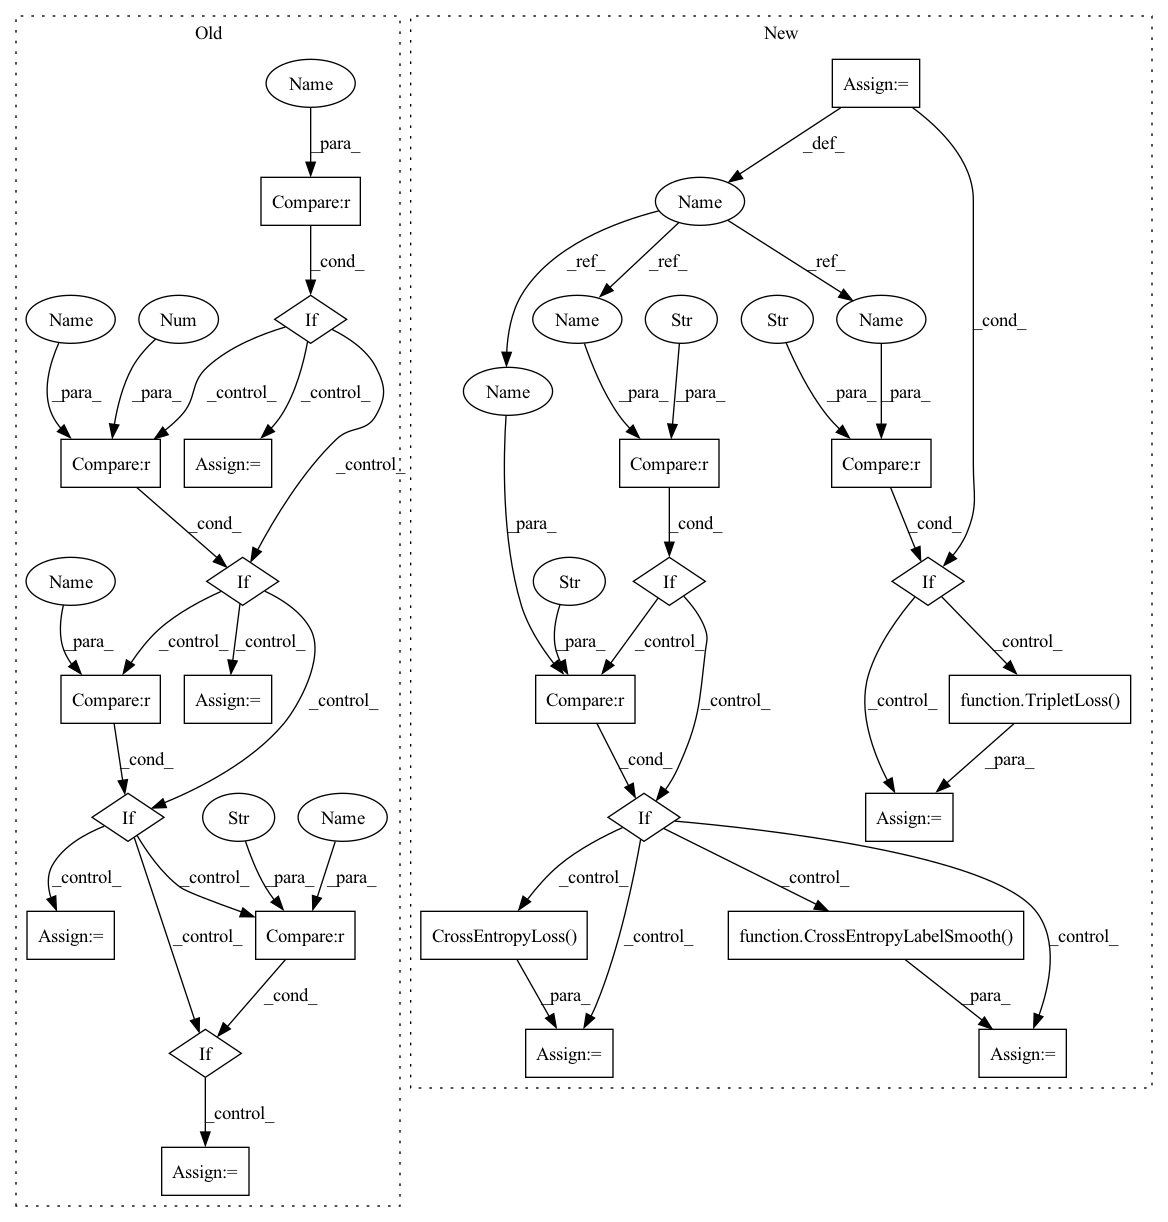 Old
New
Name
Assign:=
_para_
_def_
Compare:r
Name
_cond_
_ref_
_ref_
_ref_
Name
Num
If
Name
Str
Str
Name
_cond_
Name
_para_
_para_
_control_
_control_
_para_
_para_
_para_
_para_
Compare:r
Assign:=
_control_
Compare:r
Compare:r
_cond_
_para_
_cond_
_cond_
Name
If
Str
If
If
_para_
_control_
_control_
_para_
_control_
_control_
Compare:r
Assign:=
_control_
Compare:r
_control_
_control_
function.TripletLoss()
_cond_
_cond_
_para_
If
Str
Name
If
Assign:=
_control_
_control_
_para_
_para_
_control_
_control_
Assign:=
_control_
Compare:r
CrossEntropyLoss()
_control_
function.CrossEntropyLabelSmooth()
_control_
_cond_
_para_
_para_
If
Assign:=
Assign:=
_control_
Assign:=